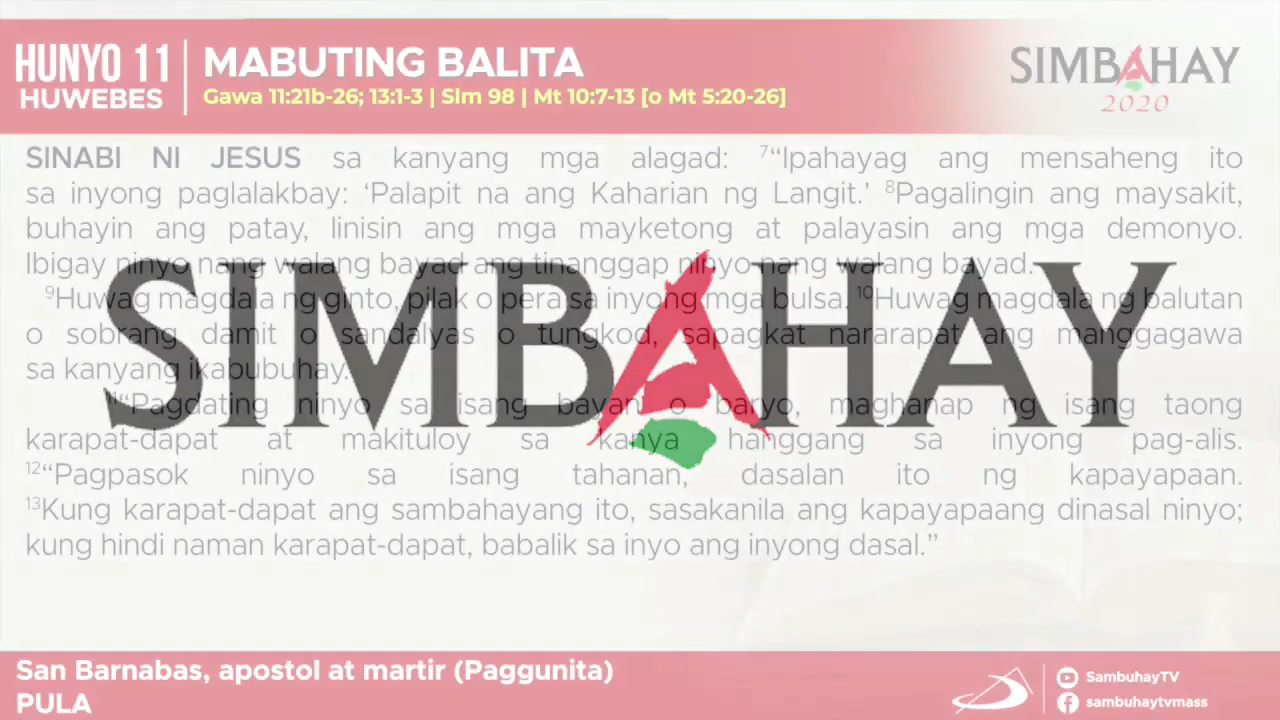 HUNYO 11
HUWEBES
MABUTING BALITA
Gawa 11:21b-26; 13:1-3 | Slm 98 | Mt 10:7-13 [o Mt 5:20-26]
SIMBAHAY
2020
SINABI NI JESUS sa kanyang mga alagad: ⁷“Ipahayag ang mensaheng ito
sa inyong paglalakbay: ‘Palapit na ang Kaharian ng Langit.’ ⁸Pagalingin ang maysakit,
buhayin ang patay, linisin ang mga mayketong at palayasin ang mga demonyo.
Ibigay ninyo nang walang bayad ang tinanggap ninyo nang walang bayad.
⁹Huwag magdala ng ginto, pilak o pera sa inyong mga bulsa. ¹⁰Huwag magdala ng balutan
o sobrang damit o sandalyas o tungkod, sapagkat nararapat ang manggagawa
sa kanyang ikabubuhay.
“Pagdating ninyo sa isang bayan o baryo, maghanap ng isang taong
karapat-dapat at makituloy sa kanya hanggang sa inyong pag-alis.
¹²“Pagpasok ninyo sa isang tahanan, dasalan ito ng kapayapaan.
¹³Kung karapat-dapat ang sambahayang ito, sasakanila ang kapayapaang dinasal ninyo;
kung hindi naman karapat-dapat, babalik sa inyo ang inyong dasal.”
SIMBAHAY
San Barnabas, apostol at martir (Paggunita)
PULA
SambuhayTV
sambuhaytvmass